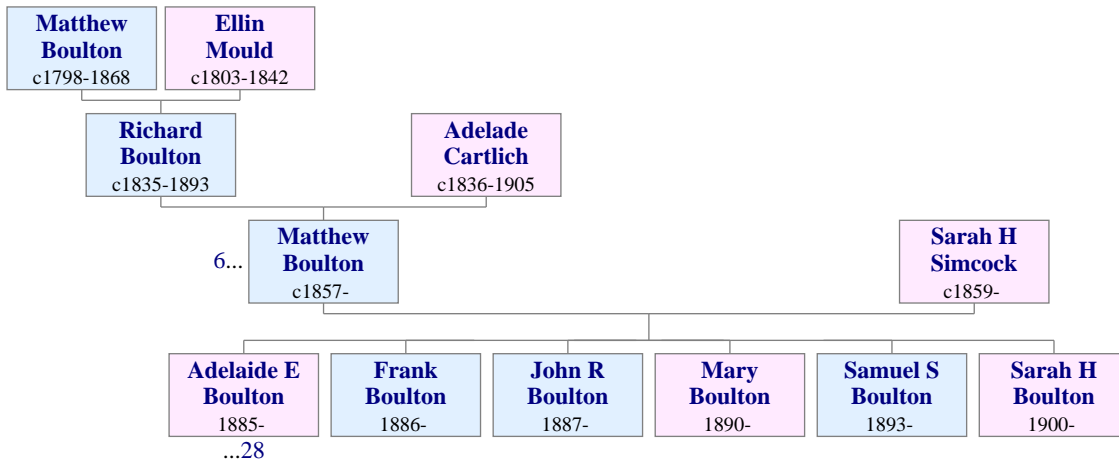 Matthew
Boulton
c1798-1868
Ellin
Mould
c1803-1842
Richard
Boulton
c1835-1893
Adelade
Cartlich
c1836-1905
6...
Matthew
Boulton
c1857-
Sarah H
Simcock
c1859-
Adelaide E
Boulton
1885-
...28
Frank
Boulton
1886-
John R
Boulton
1887-
Mary
Boulton
1890-
Samuel S
Boulton
1893-
Sarah H
Boulton
1900-